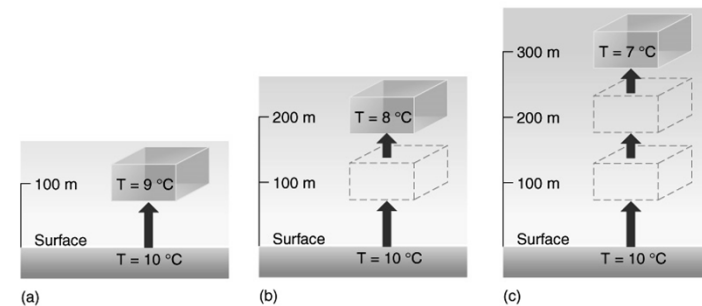 100 m
T = 9 °C
Surface
T = 10 °C
(a)
200 m
T = 8 °C
100 m
Surface
T = 10 °C
(b)
300 m
T = 7 °C
200 m
100 m
Surface
T = 10 °C
(c)